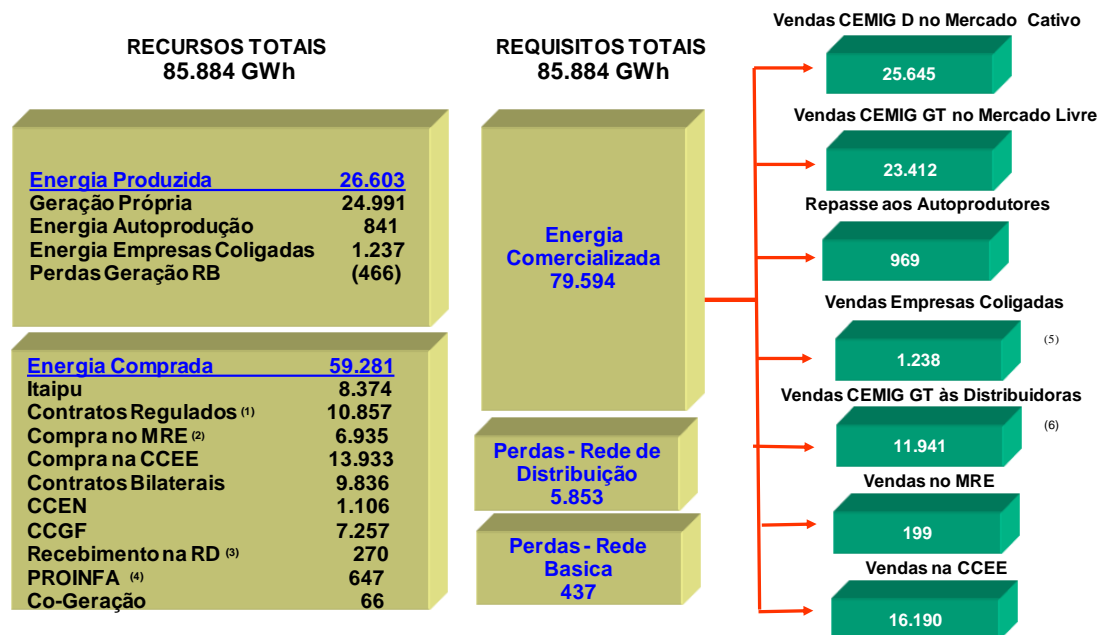 RECURSOS TOTAIS
85.884 GWh
Energia Produzida 26.603
Geração Própria 24.991
Energia Autoprodução 841
Energia Empresas Coligadas 1.237
Perdas Geração RB (466)
Energia Comprada 59.281
Itaipu 8.374
Contratos Regulados (1) 10.857
Compra no MRE (2) 6.935
Compra na CCEE 13.933
Contratos Bilaterais 9.836
CCEN 1.106
CCGF 7.257
Recebimento na RD (3) 270
PROINFA (4) 647
Co-Geração 66
REQUISITOS TOTAIS
85.884 GWh
Energia
Comercializada
79.594
Perdas - Rede de
Distribuição
5.853
Perdas - Rede
Basica
437
Vendas CEMIG D no Mercado Cativo
25.645
Vendas CEMIG GT no Mercado Livre
23.412
Repasse aos Autoprodutores
969
Vendas Empresas Coligadas
(5)
1.238
Vendas CEMIG GT às Distribuidoras
(6)
11.941
Vendas no MRE
199
Vendas na CCEE
16.190